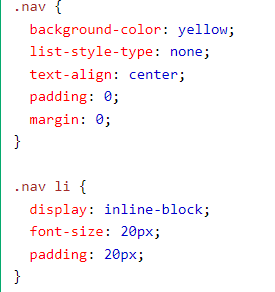 .nav {
  background-color: yellow;
  list-style-type: none;
  text-align: center;
  padding: 0;
  margin: 0;
}

.nav li {
  display: inline-block;
  font-size: 20px;
  padding: 20px;
}